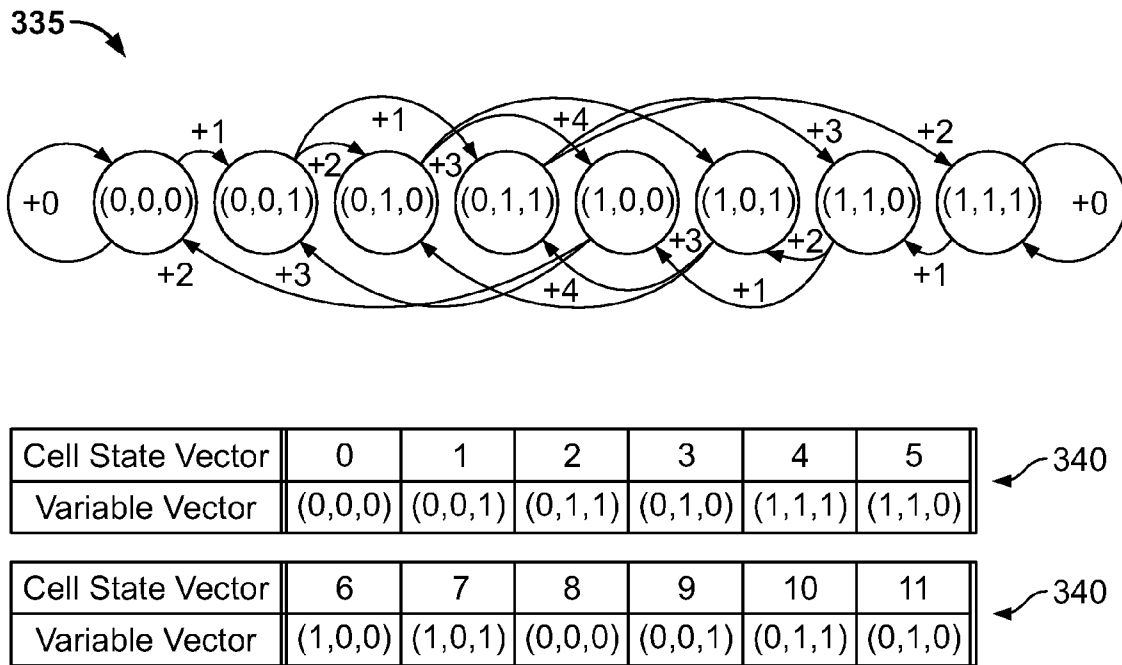 335
+1 +1 +4 +3 +2
+0 (0,0,0) (0,0,1) +2 (0,1,0) +3 (0,1,1) (1,0,0) (1,0,1) (1,1,0) (1,1,1) +0
+2 +3 +4 +3 +1 +2 +1
Cell State Vector 0 1 2 3 4 5 340
Variable Vector (0,0,0) (0,0,1) (0,1,1) (0,1,0) (1,1,1) (1,1,0)
Cell State Vector 6 7 8 9 10 11 340
Variable Vector (1,0,0) (1,0,1) (0,0,0) (0,0,1) (0,1,1) (0,1,0)